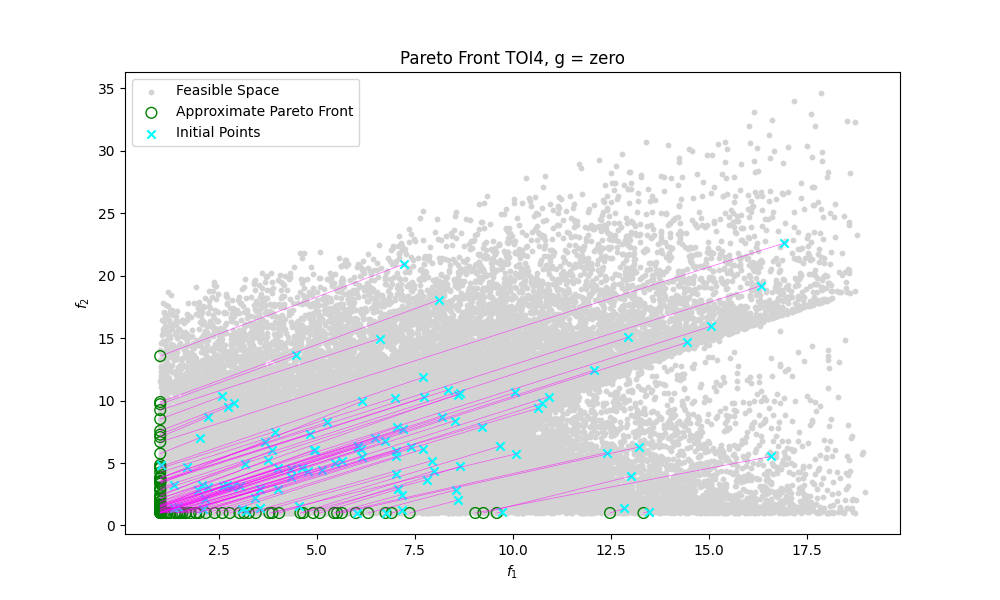 Pareto Front TOI4, g = zero
Feasible Space
Approximate Pareto Front
Initial Points
35
30
25
20
15
10
5
0
f₂
2.5 5.0 7.5 10.0 12.5 15.0 17.5
f₁